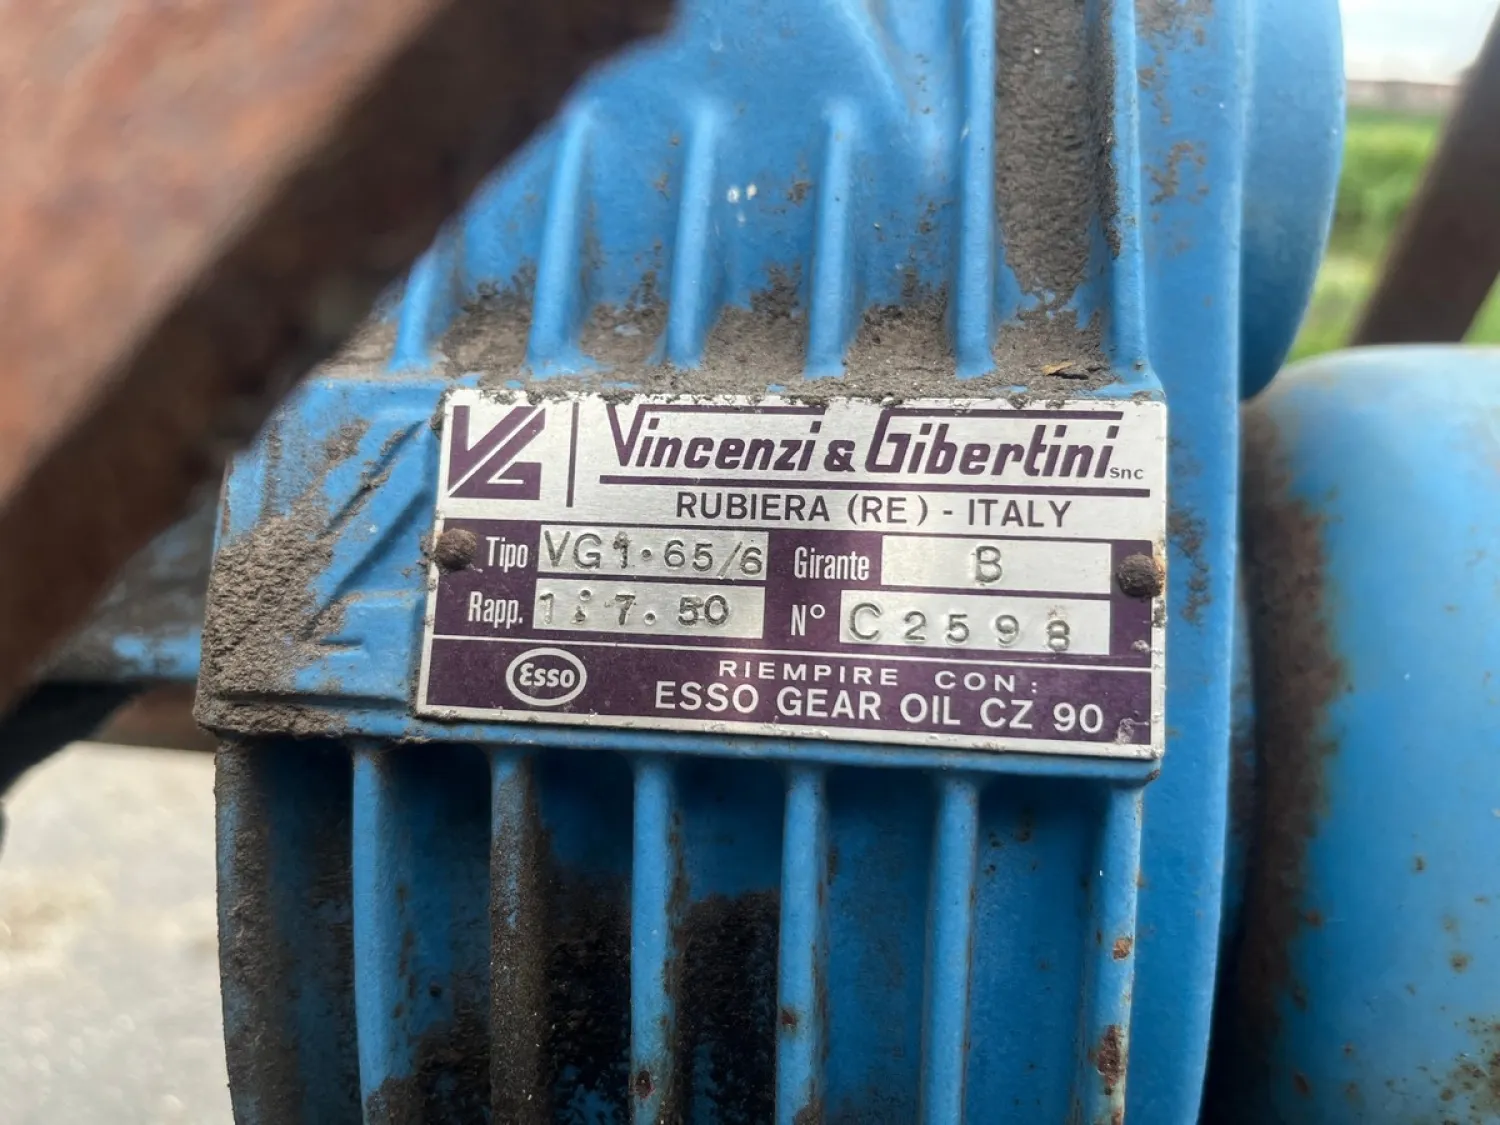 VG Vincenzi & Gibertini snc
RUBIERA (RE) - ITALY
Tipo VG1·65/6 Girante B
Rapp. 1:7.50 N° C2598
Esso RIEMPIRE CON:
ESSO GEAR OIL CZ 90